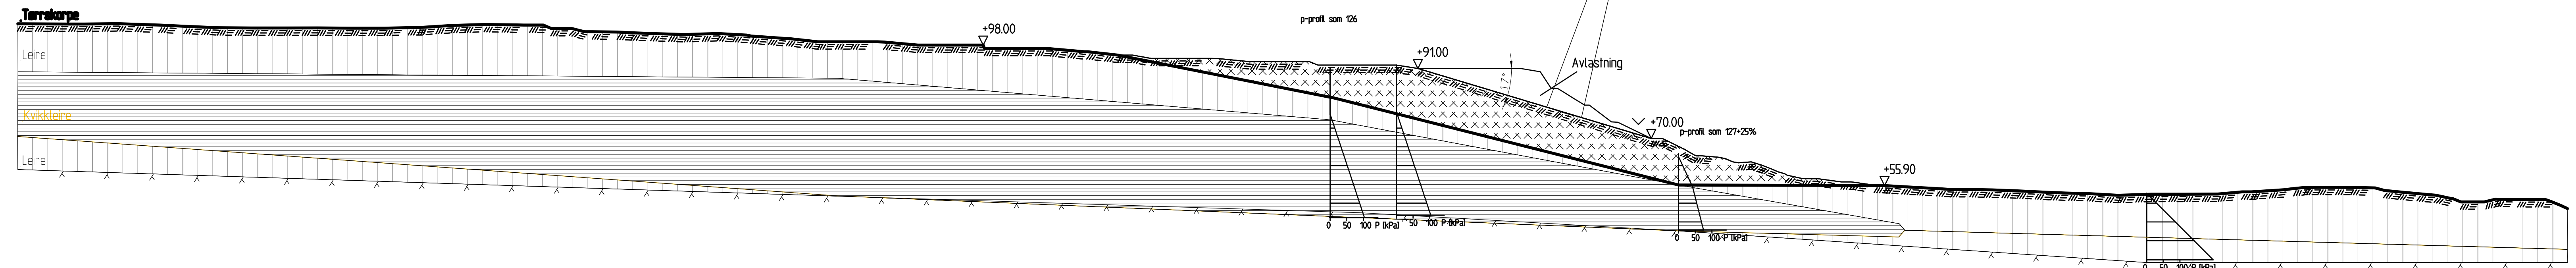 Tørrskorpe
p-profil som 126
+98.00
+91.00
Leire
Avlastning
17°
Kvikkleire
+70.00
p-profil som 127+25%
Leire
+55.90
0 50 100 P [kPa]
50 100 P [kPa]
0 50 100 P [kPa]
0 50 100 P [kPa]